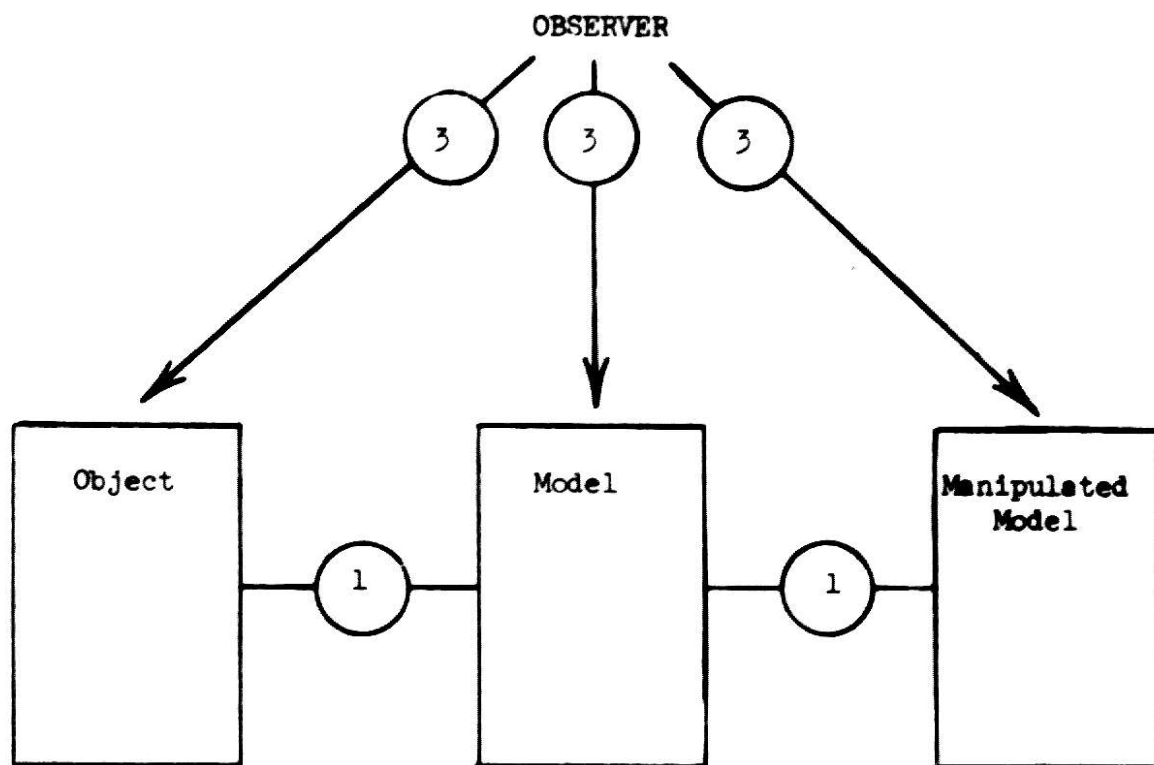 OBSERVER
3 3 3
Object
Model
Manipulated
Model
1 1